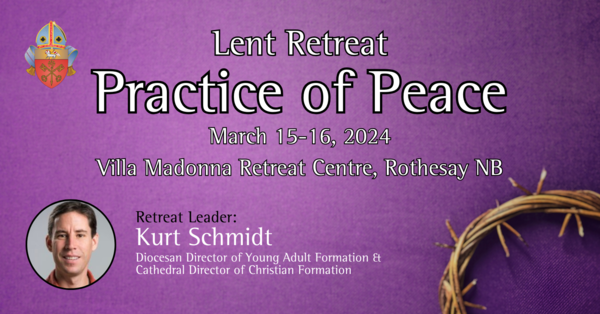 Lent Retreat
Practice of Peace
March 15-16, 2024
Villa Madonna Retreat Centre, Rothesay NB
Retreat Leader:
Kurt Schmidt
Diocesan Director of Young Adult Formation &
Cathedral Director of Christian Formation